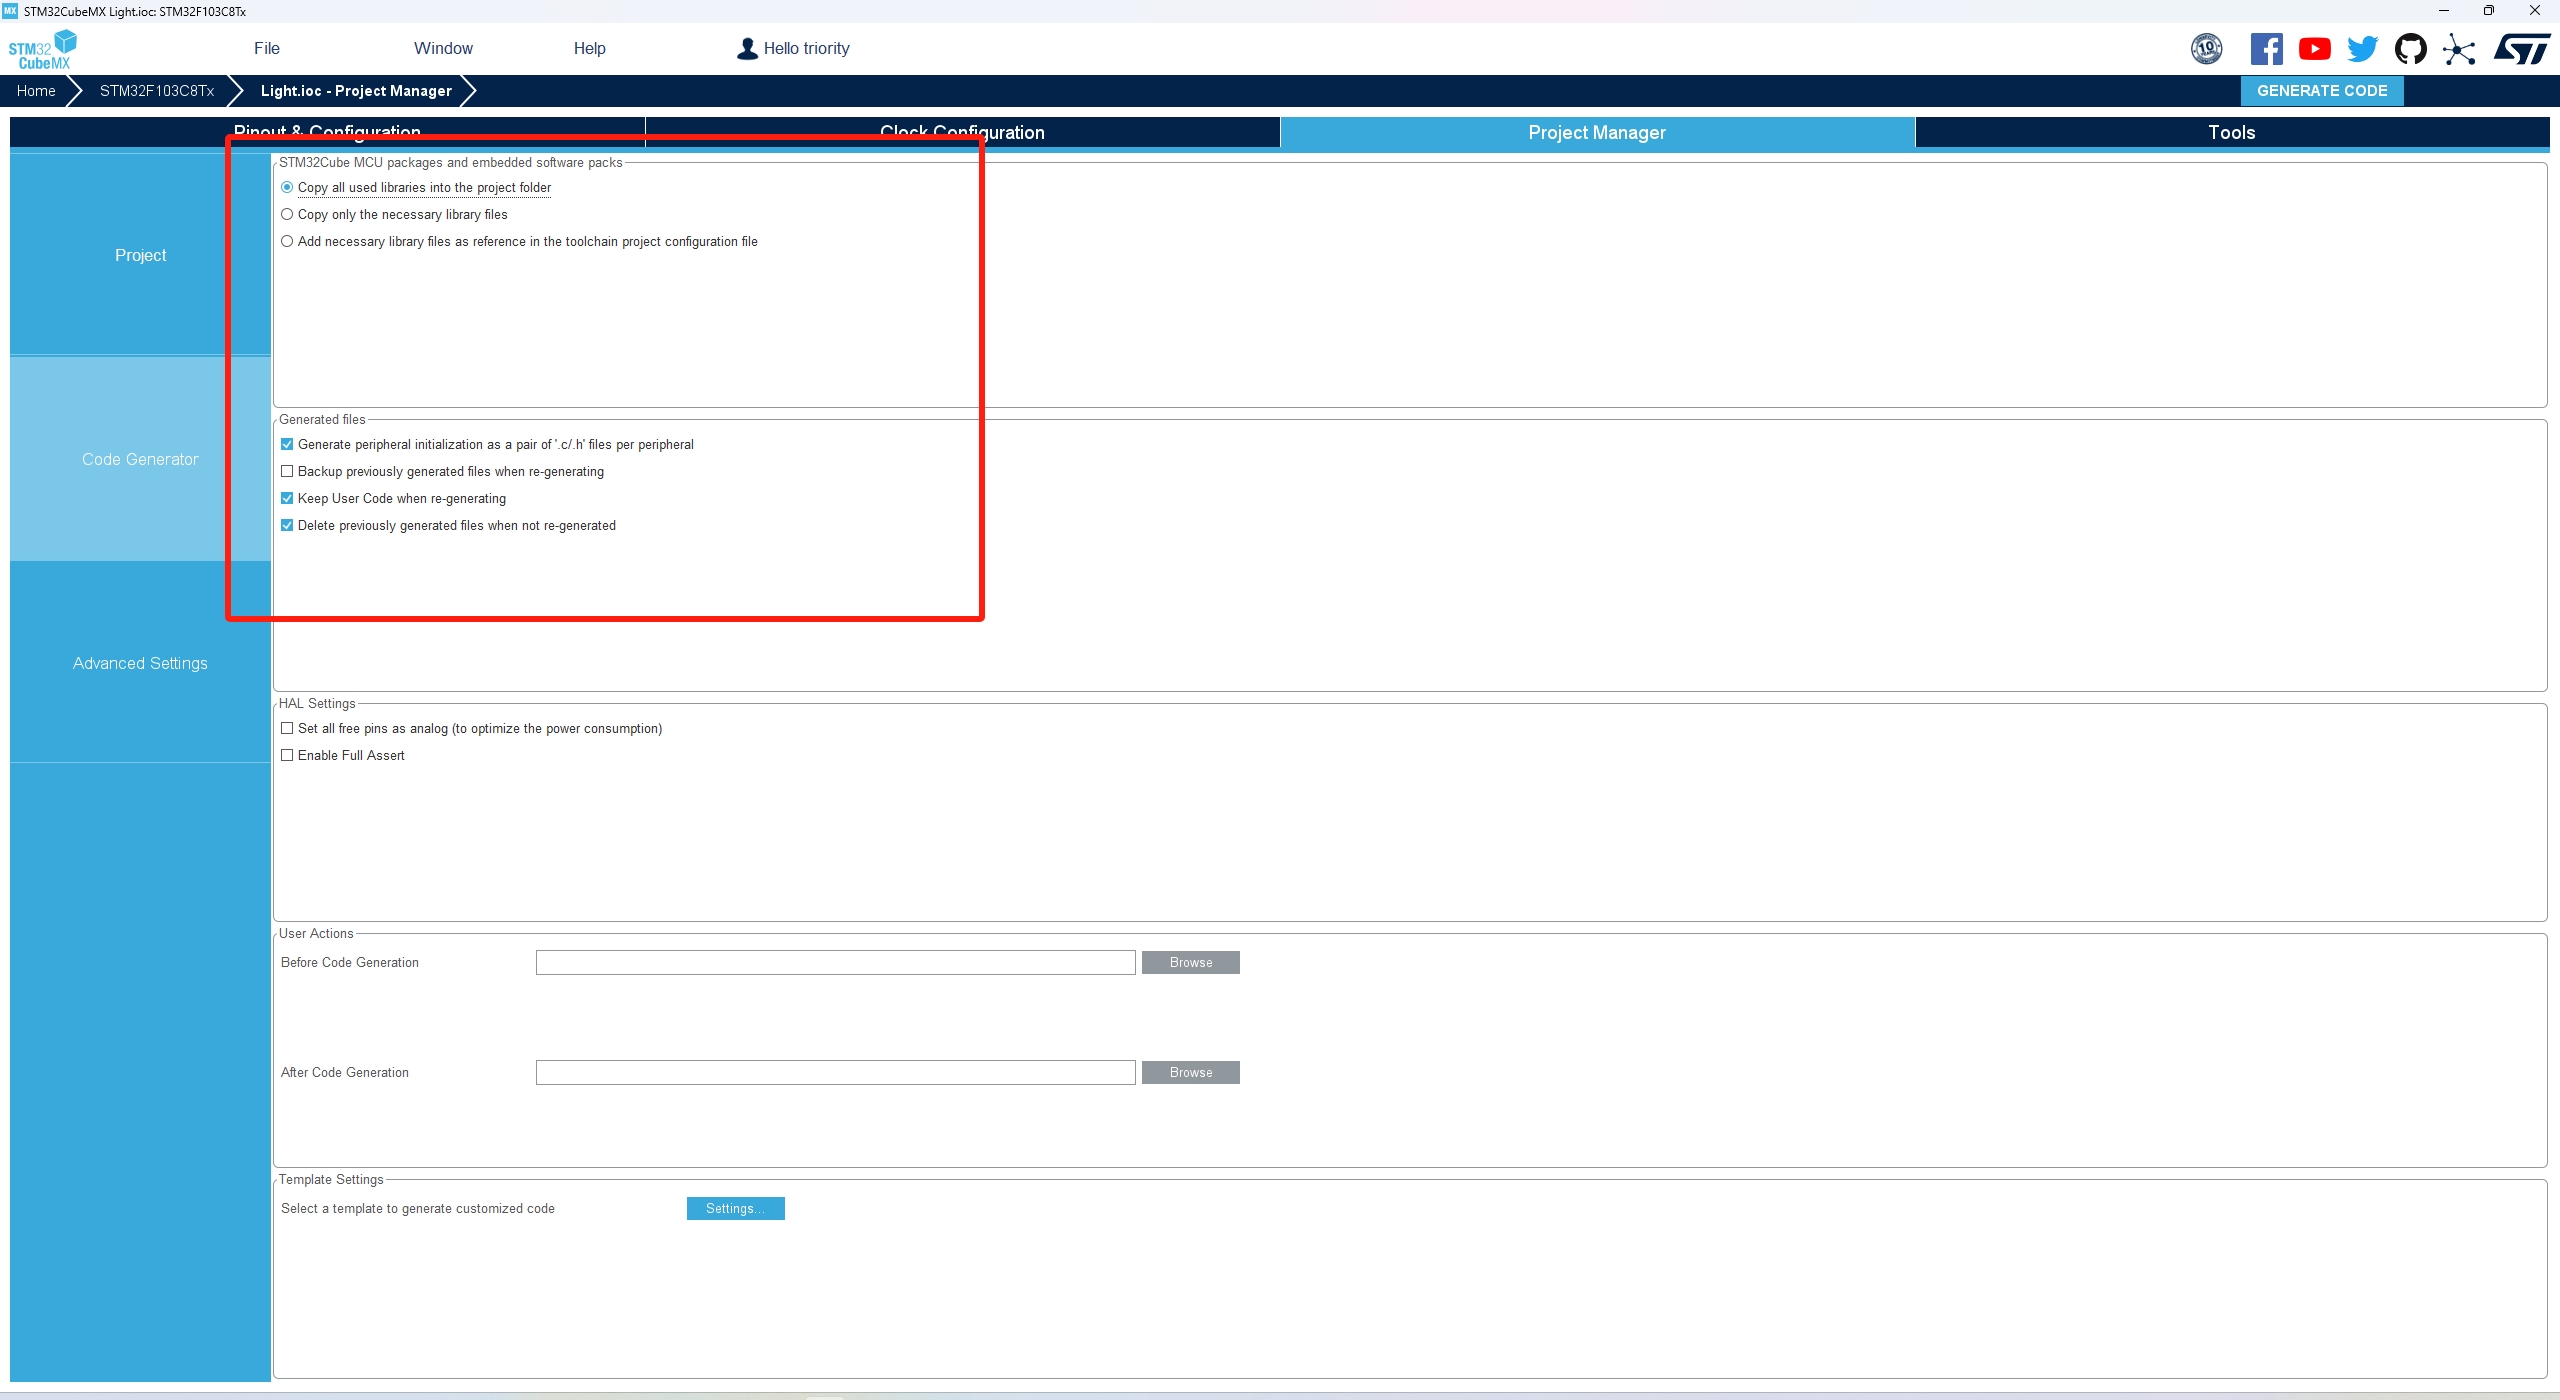 MX STM32CubeMX Light.ioc: STM32F103C8Tx
STM32 CubeMX
File Window Help Hello triority
10 YEARS
Home STM32F103C8Tx Light.ioc - Project Manager GENERATE CODE
Pinout & Configuration Clock Configuration Project Manager Tools
STM32Cube MCU packages and embedded software packs
Copy all used libraries into the project folder
Copy only the necessary library files
Add necessary library files as reference in the toolchain project configuration file
Project
Generated files
Generate peripheral initialization as a pair of '.c/.h' files per peripheral
Code Generator
Backup previously generated files when re-generating
Keep User Code when re-generating
Delete previously generated files when not re-generated
Advanced Settings
HAL Settings
Set all free pins as analog (to optimize the power consumption)
Enable Full Assert
User Actions
Before Code Generation Browse
After Code Generation Browse
Template Settings
Select a template to generate customized code Settings...